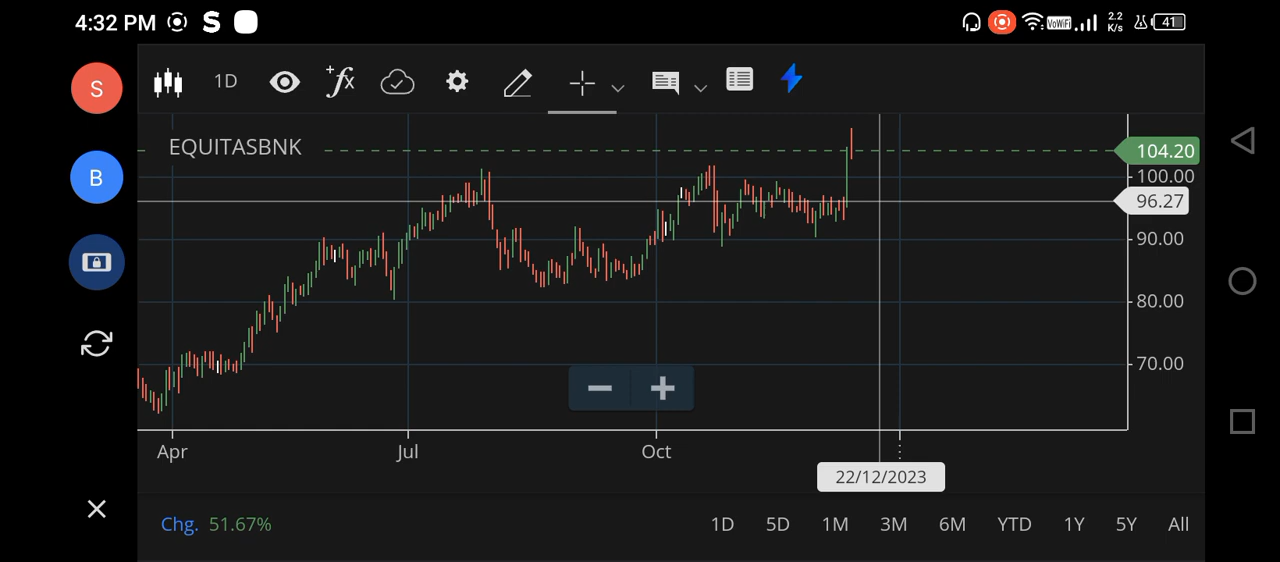 4:32 PM S VoWiFi 2.2 K/s 41
S 1D +fx
EQUITASBNK
104.20
100.00
B
96.27
90.00
80.00
70.00
Apr Jul Oct
22/12/2023
Chg. 51.67% 1D 5D 1M 3M 6M YTD 1Y 5Y All